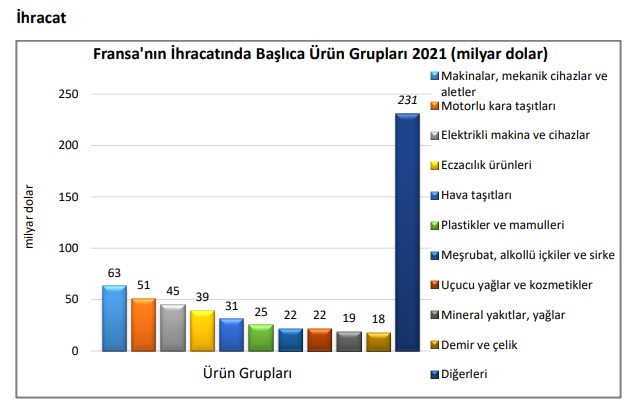 İhracat
Fransa'nın İhracatında Başlıca Ürün Grupları 2021 (milyar dolar)
milyar dolar
250
200
150
100
50
0
63
51
45
39
31
25
22
22
19
18
231
Ürün Grupları
Makinalar, mekanik cihazlar ve
aletler
Motorlu kara taşıtları
Elektrikli makina ve cihazlar
Eczacılık ürünleri
Hava taşıtları
Plastikler ve mamulleri
Meşrubat, alkollü içkiler ve sirke
Uçucu yağlar ve kozmetikler
Mineral yakıtlar, yağlar
Demir ve çelik
Diğerleri